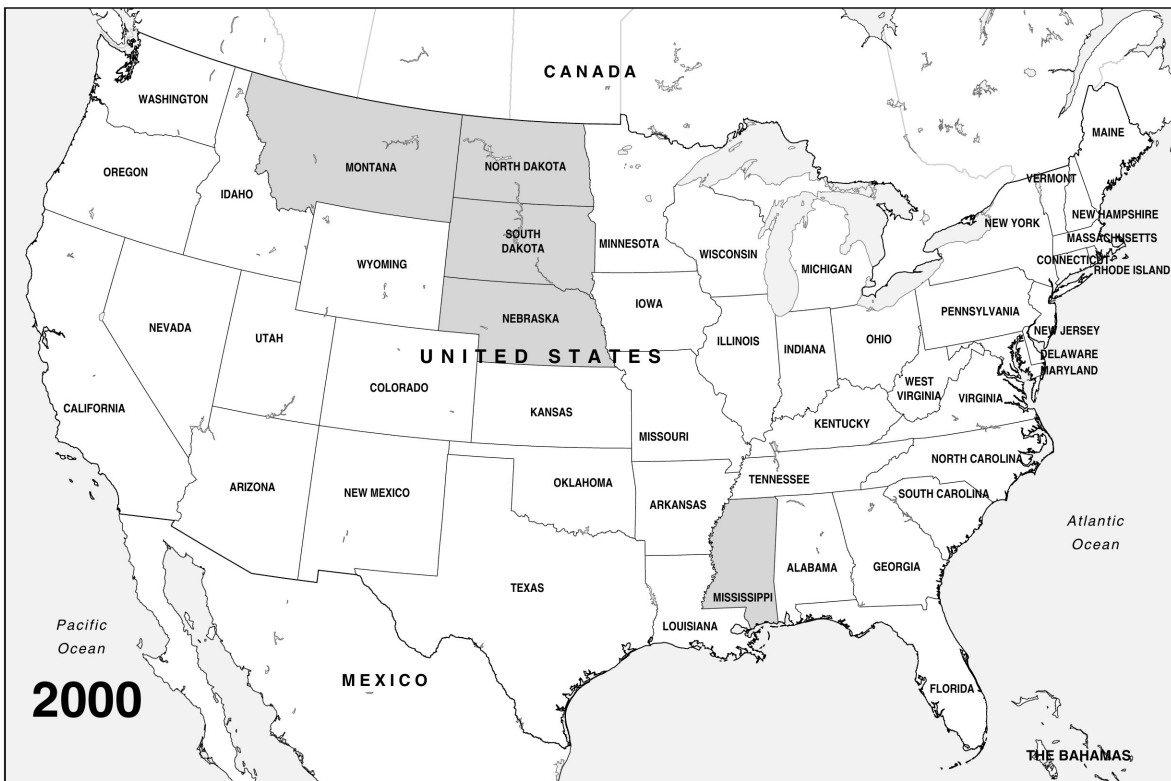 CANADA
WASHINGTON
MAINE
MONTANA
NORTH DAKOTA
OREGON
VERMONT
IDAHO
NEW HAMPSHIRE
NEW YORK
SOUTH
DAKOTA
MINNESOTA
MASSACHUSETTS
WISCONSIN
CONNECTICUT
WYOMING
MICHIGAN
RHODE ISLAND
IOWA
PENNSYLVANIA
NEBRASKA
NEVADA
NEW JERSEY
UTAH
ILLINOIS
INDIANA
OHIO
UNITED STATES
DELAWARE
MARYLAND
COLORADO
WEST
VIRGINIA
VIRGINIA
CALIFORNIA
KANSAS
KENTUCKY
MISSOURI
NORTH CAROLINA
TENNESSEE
OKLAHOMA
ARIZONA
NEW MEXICO
SOUTH CAROLINA
ARKANSAS
Atlantic
Ocean
ALABAMA
GEORGIA
TEXAS
MISSISSIPPI
LOUISIANA
Pacific
Ocean
MEXICO
FLORIDA
2000
THE BAHAMAS